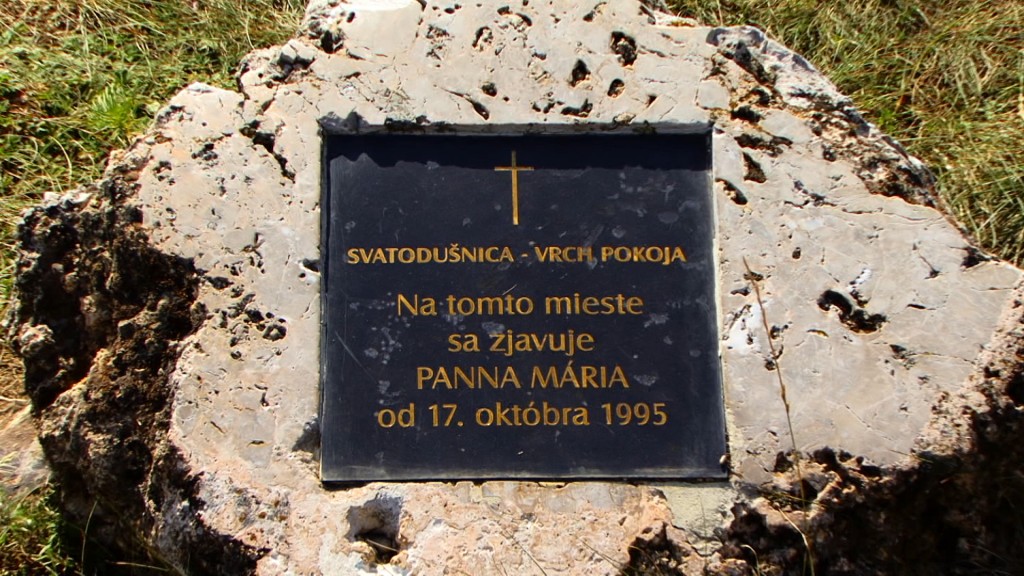 SVATODUŠNICA - VRCH POKOJA
Na tomto mieste
sa zjavuje
PANNA MÁRIA
od 17. októbra 1995